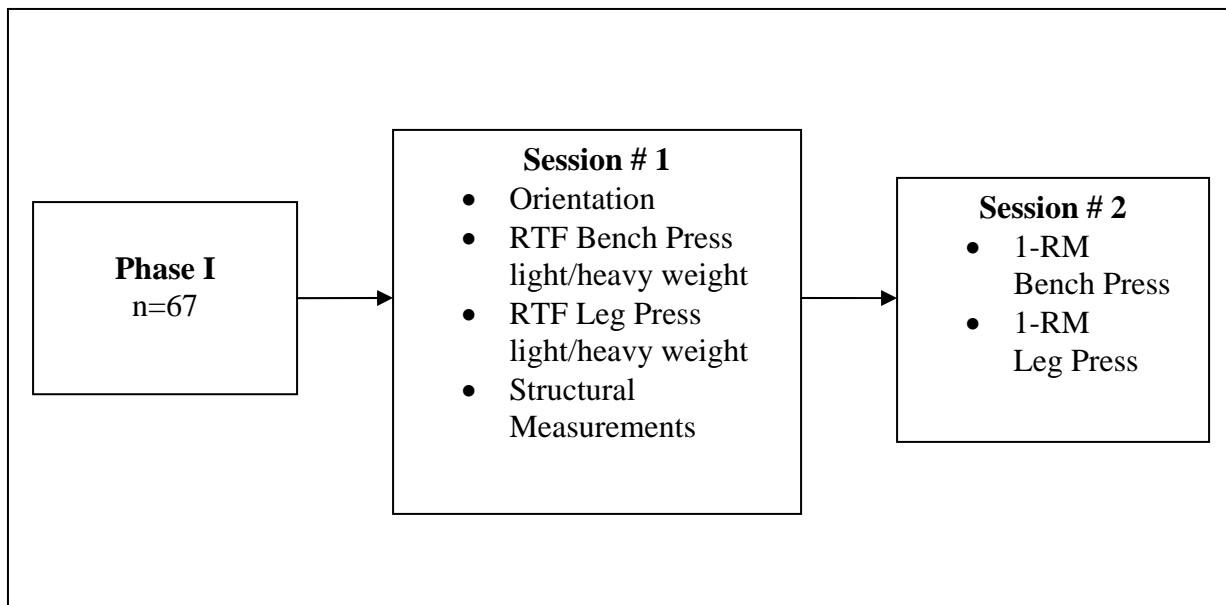 Phase I
n=67
Session # 1
• Orientation
• RTF Bench Press
light/heavy weight
• RTF Leg Press
light/heavy weight
• Structural
Measurements
Session # 2
• 1-RM
Bench Press
• 1-RM
Leg Press